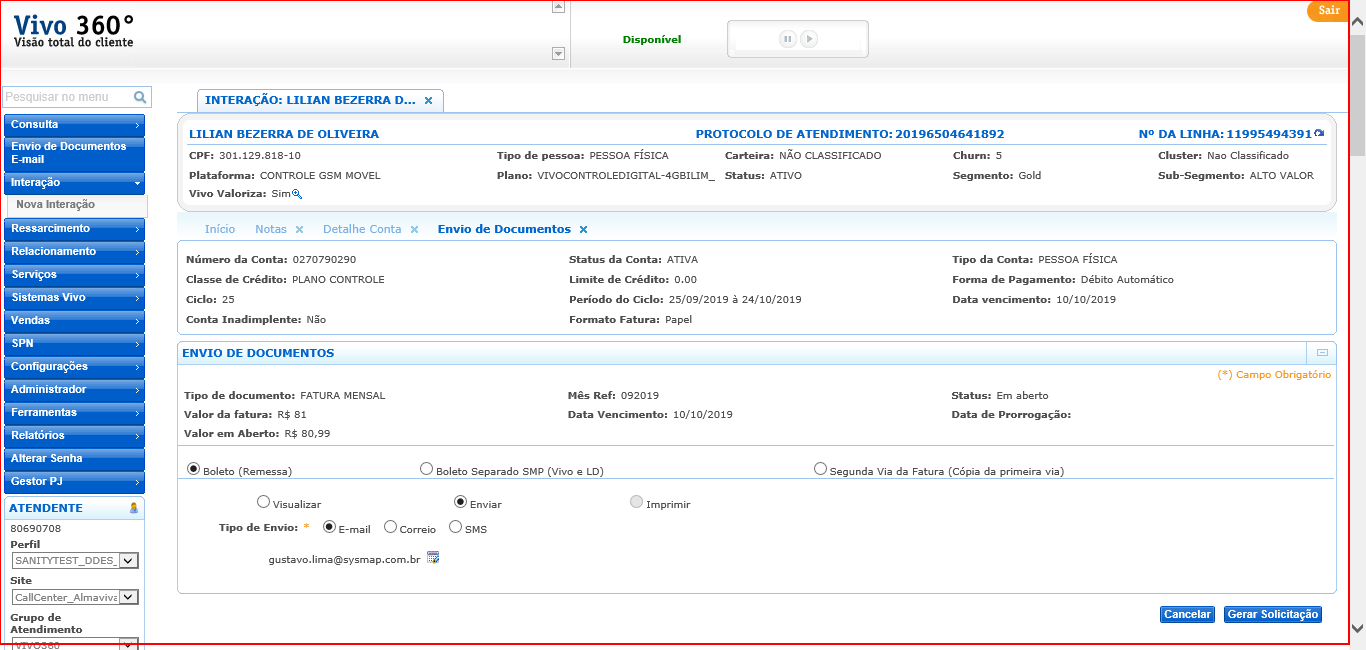 Vivo 360°
Visão total do cliente
Disponível
Sair
Pesquisar no menu
Consulta
Envio de Documentos
E-mail
Interação
Nova Interação
Ressarcimento
Relacionamento
Serviços
Sistemas Vivo
Vendas
SPN
Configurações
Administrador
Ferramentas
Relatórios
Alterar Senha
Gestor PJ
ATENDENTE
80690708
Perfil
SANITYTEST_DDES_
Site
CallCenter_Almaviva
Grupo de
Atendimento
VIVO360
INTERAÇÃO: LILIAN BEZERRA D...
LILIAN BEZERRA DE OLIVEIRA PROTOCOLO DE ATENDIMENTO: 20196504641892 Nº DA LINHA: 11995494391
CPF: 301.129.818-10 Tipo de pessoa: PESSOA FÍSICA Carteira: NÃO CLASSIFICADO Churn: 5 Cluster: Nao Classificado
Plataforma: CONTROLE GSM MOVEL Plano: VIVOCONTROLEDIGITAL-4GBILIM_ Status: ATIVO Segmento: Gold Sub-Segmento: ALTO VALOR
Vivo Valoriza: Sim
Início Notas Detalhe Conta Envio de Documentos
Número da Conta: 0270790290 Status da Conta: ATIVA Tipo da Conta: PESSOA FÍSICA
Classe de Crédito: PLANO CONTROLE Limite de Crédito: 0.00 Forma de Pagamento: Débito Automático
Ciclo: 25 Período do Ciclo: 25/09/2019 à 24/10/2019 Data vencimento: 10/10/2019
Conta Inadimplente: Não Formato Fatura: Papel
ENVIO DE DOCUMENTOS
(*) Campo Obrigatório
Tipo de documento: FATURA MENSAL Mês Ref: 092019 Status: Em aberto
Valor da fatura: R$ 81 Data Vencimento: 10/10/2019 Data de Prorrogação:
Valor em Aberto: R$ 80,99
Boleto (Remessa) Boleto Separado SMP (Vivo e LD) Segunda Via da Fatura (Cópia da primeira via)
Visualizar Enviar Imprimir
Tipo de Envio: * E-mail Correio SMS
gustavo.lima@sysmap.com.br
Cancelar Gerar Solicitação